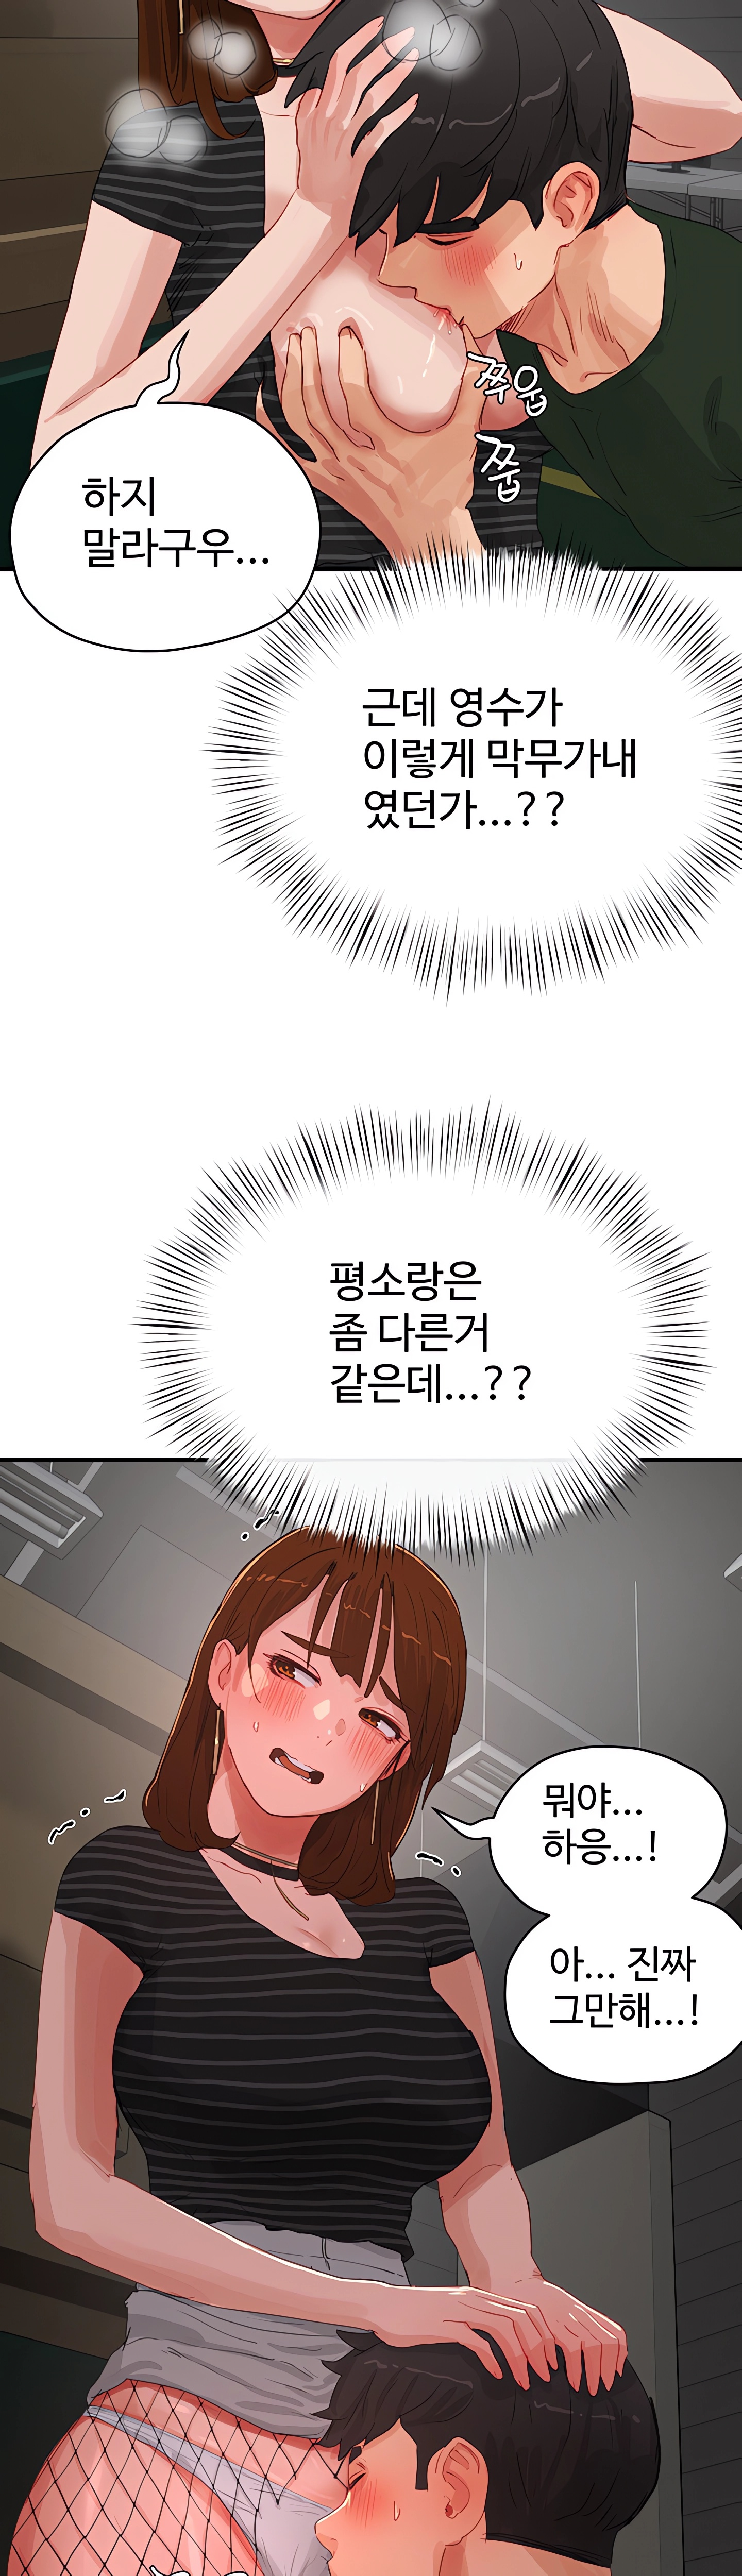 쭈웁
쭙
하지
말라구우...
근데 영수가
이렇게 막무가내
였던가...??
평소랑은
좀 다른거
같은데...??
뭐야...
하응...!
아... 진짜
그만해...!